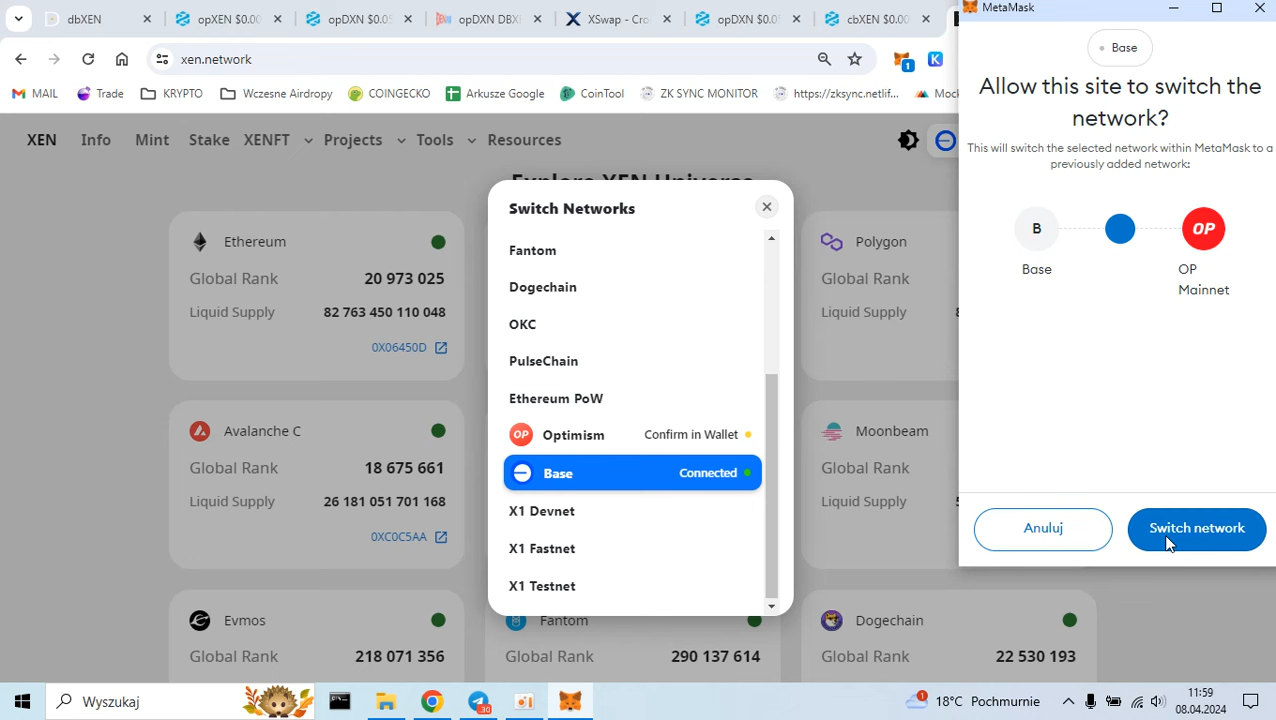 dbXEN
opXEN $0.0
opDXN $0.0
opDXN DBX
XSwap - Cro
opDXN $0.0
cbXEN $0.00
MetaMask
xen.network
1
K
MAIL
Trade
KRYPTO
Wczesne Airdropy
COINGECKO
Arkusze Google
CoinTool
ZK SYNC MONITOR
https://zksync.netlif...
Mock
XEN
Info
Mint
Stake
XENFT
Projects
Tools
Resources
Ethereum
Global Rank
20 973 025
Liquid Supply
82 763 450 110 048
0X06450D
Avalanche C
Global Rank
18 675 661
Liquid Supply
26 181 051 701 168
0XC0C5AA
Evmos
Global Rank
218 071 356
Switch Networks
Fantom
Dogechain
OKC
PulseChain
Ethereum PoW
OP Optimism Confirm in Wallet
Base Connected
X1 Devnet
X1 Fastnet
X1 Testnet
Fantom
Global Rank
290 137 614
Polygon
Global Rank
Liquid Supply
Moonbeam
Global Rank
Liquid Supply
Dogechain
Global Rank
22 530 193
Base
Allow this site to switch the
network?
This will switch the selected network within MetaMask to a
previously added network:
B
OP
Base
OP
Mainnet
Anuluj
Switch network
Wyszukaj
30
1
18°C Pochmurnie
11:59
08.04.2024